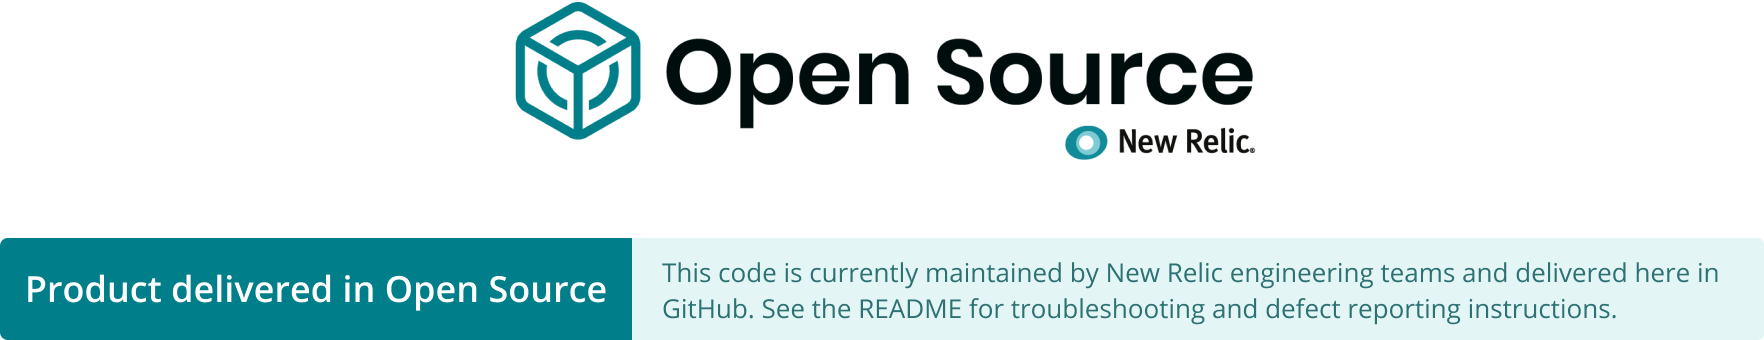 Open Source
New Relic®
Product delivered in Open Source
This code is currently maintained by New Relic engineering teams and delivered here in
GitHub. See the README for troubleshooting and defect reporting instructions.